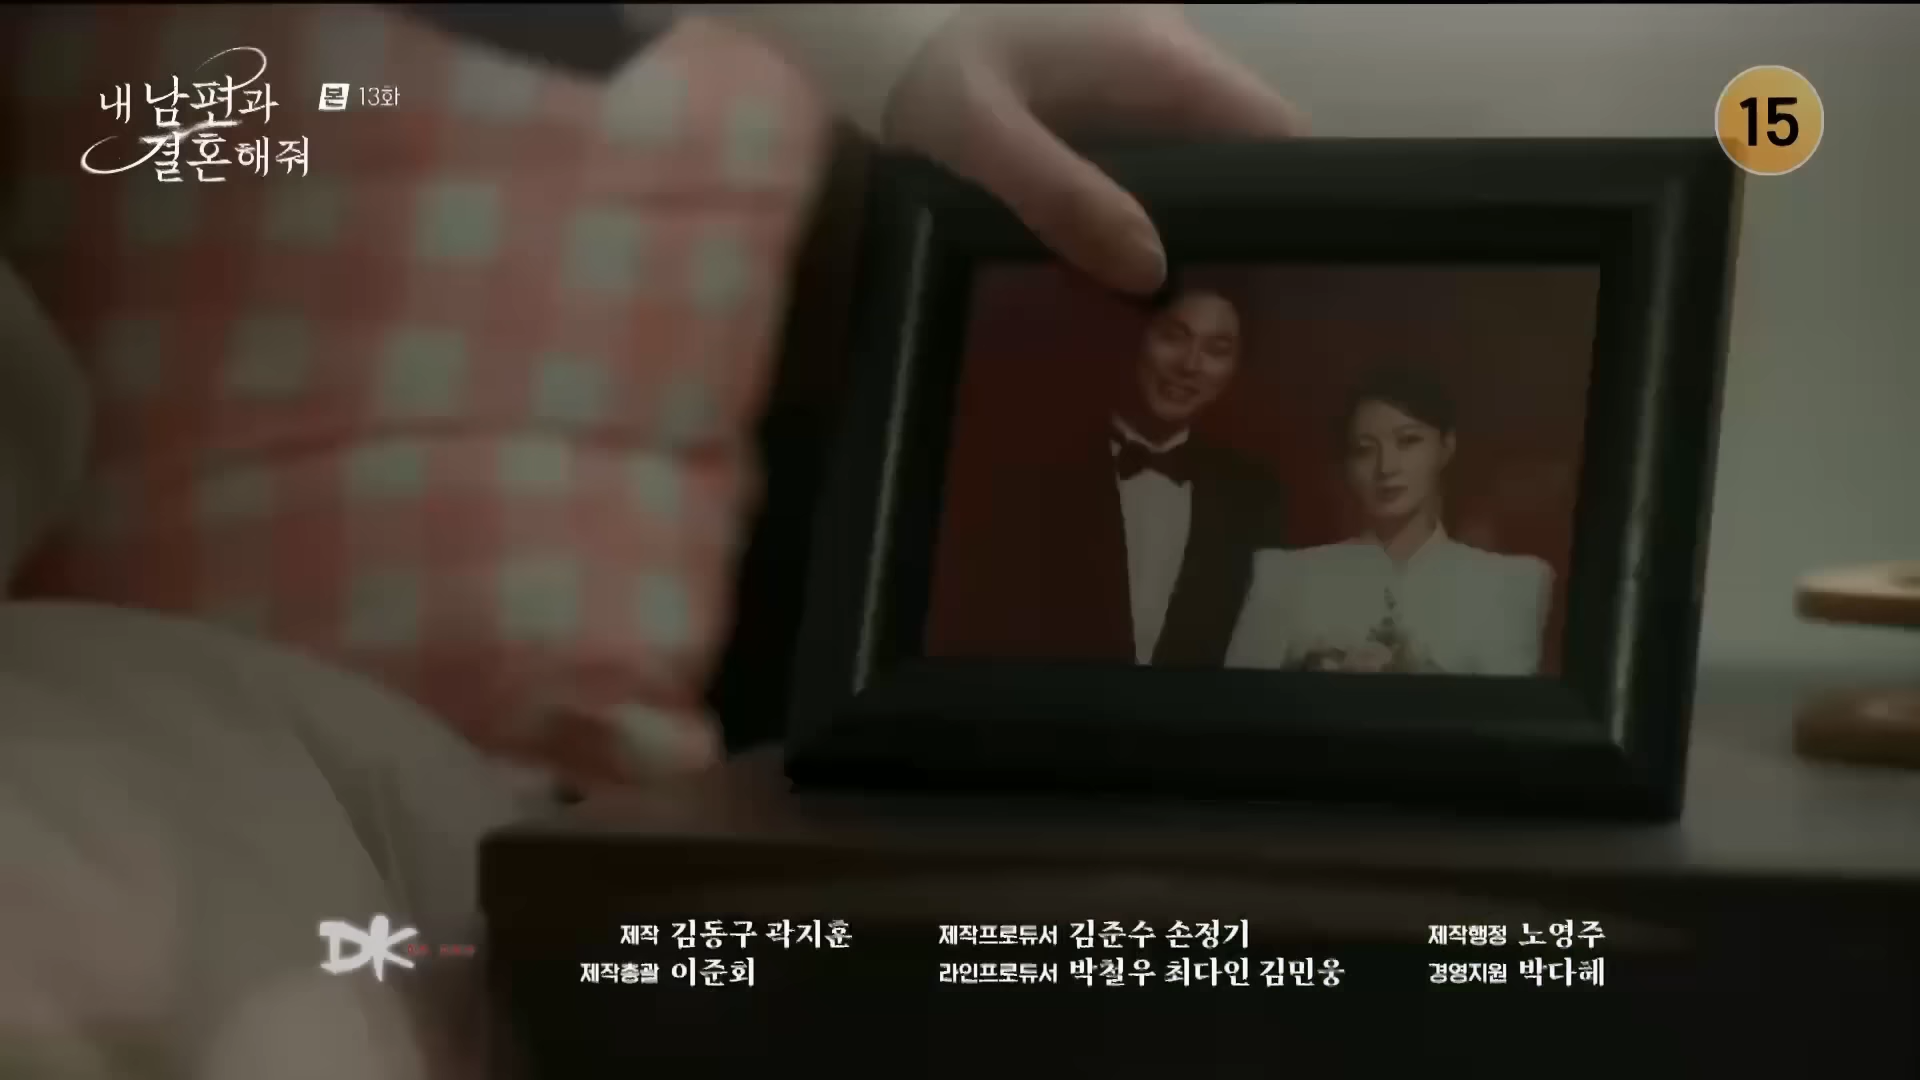 내 남편과
결혼해줘
본 13화
15
DK
제작 김동구 곽지훈
제작총괄 이준회
제작프로듀서 김준수 손정기
라인프로듀서 박철우 최다인 김민웅
제작행정 노영주
경영지원 박다혜